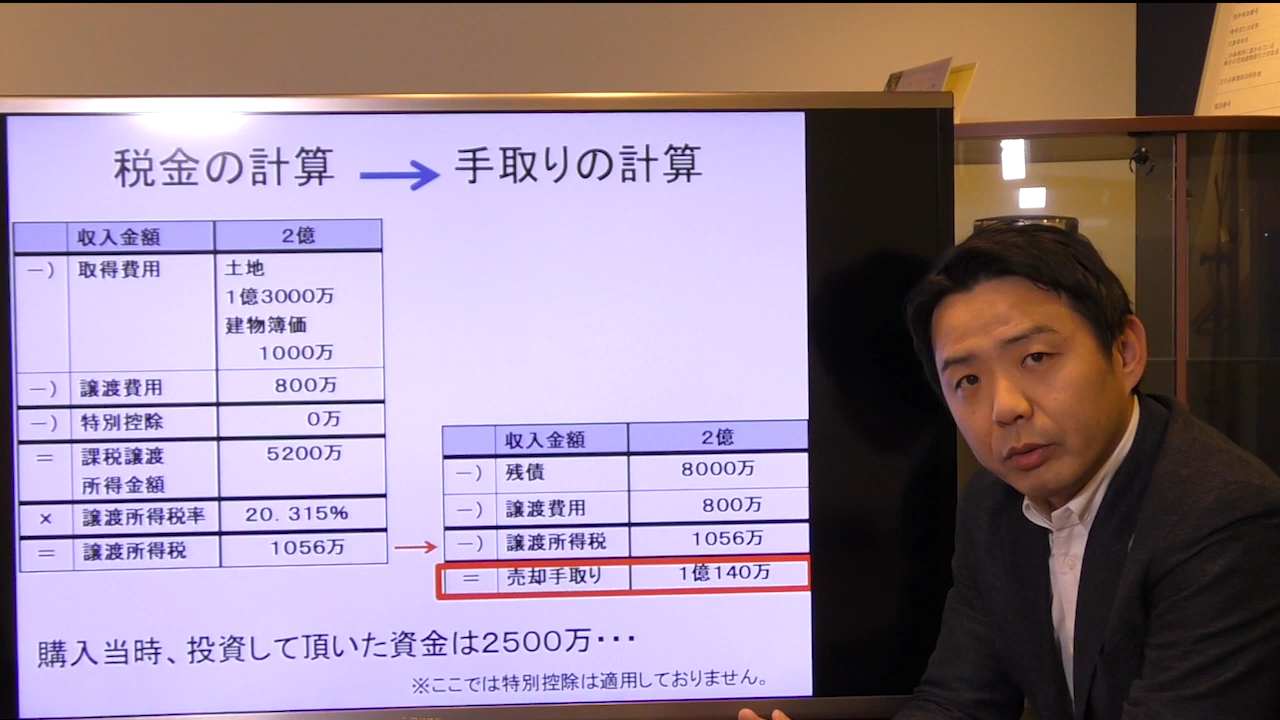 税金の計算 → 手取りの計算
収入金額 2億
－） 取得費用 土地
1億3000万
建物簿価
1000万
－） 譲渡費用 800万
－） 特別控除 0万
＝ 課税譲渡 5200万
所得金額
× 譲渡所得税率 20.315%
＝ 譲渡所得税 1056万
収入金額 2億
－） 残債 8000万
－） 譲渡費用 800万
－） 譲渡所得税 1056万
＝ 売却手取り 1億140万
購入当時、投資して頂いた資金は2500万・・・
※ここでは特別控除は適用しておりません。